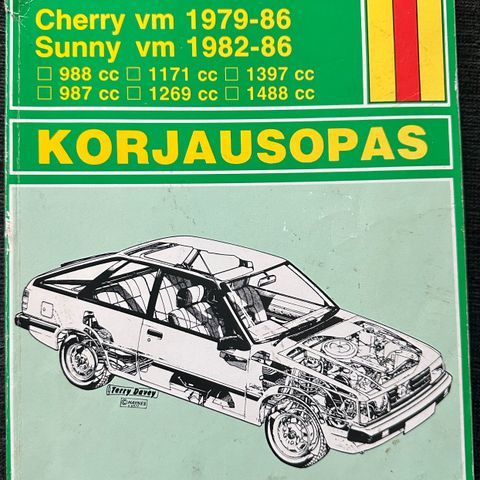 Cherry vm 1979-86
Sunny vm 1982-86
□ 988 cc □ 1171 cc □ 1397 cc
□ 987 cc □ 1269 cc □ 1488 cc
KORJAUSOPAS
Terry Davey
© HAYNES